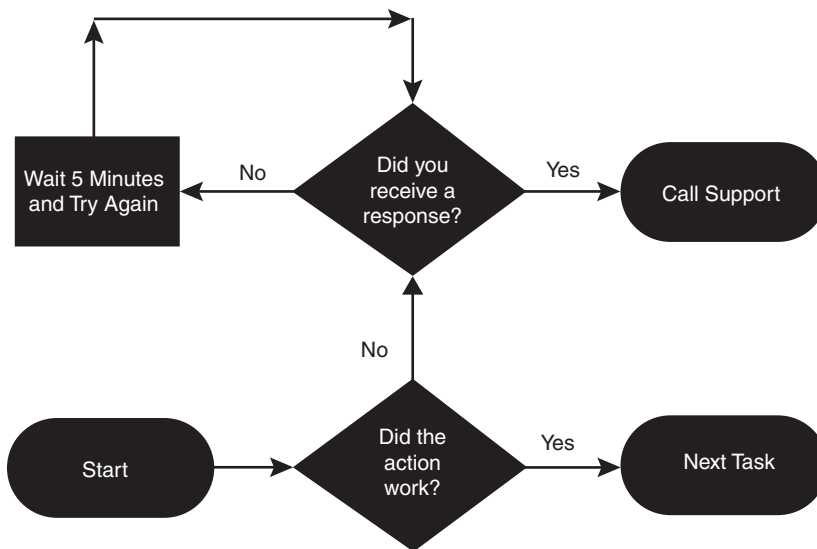 Wait 5 Minutes
and Try Again
No
Did you
receive a
response?
Yes
Call Support
No
Start
Did the
action
work?
Yes
Next Task